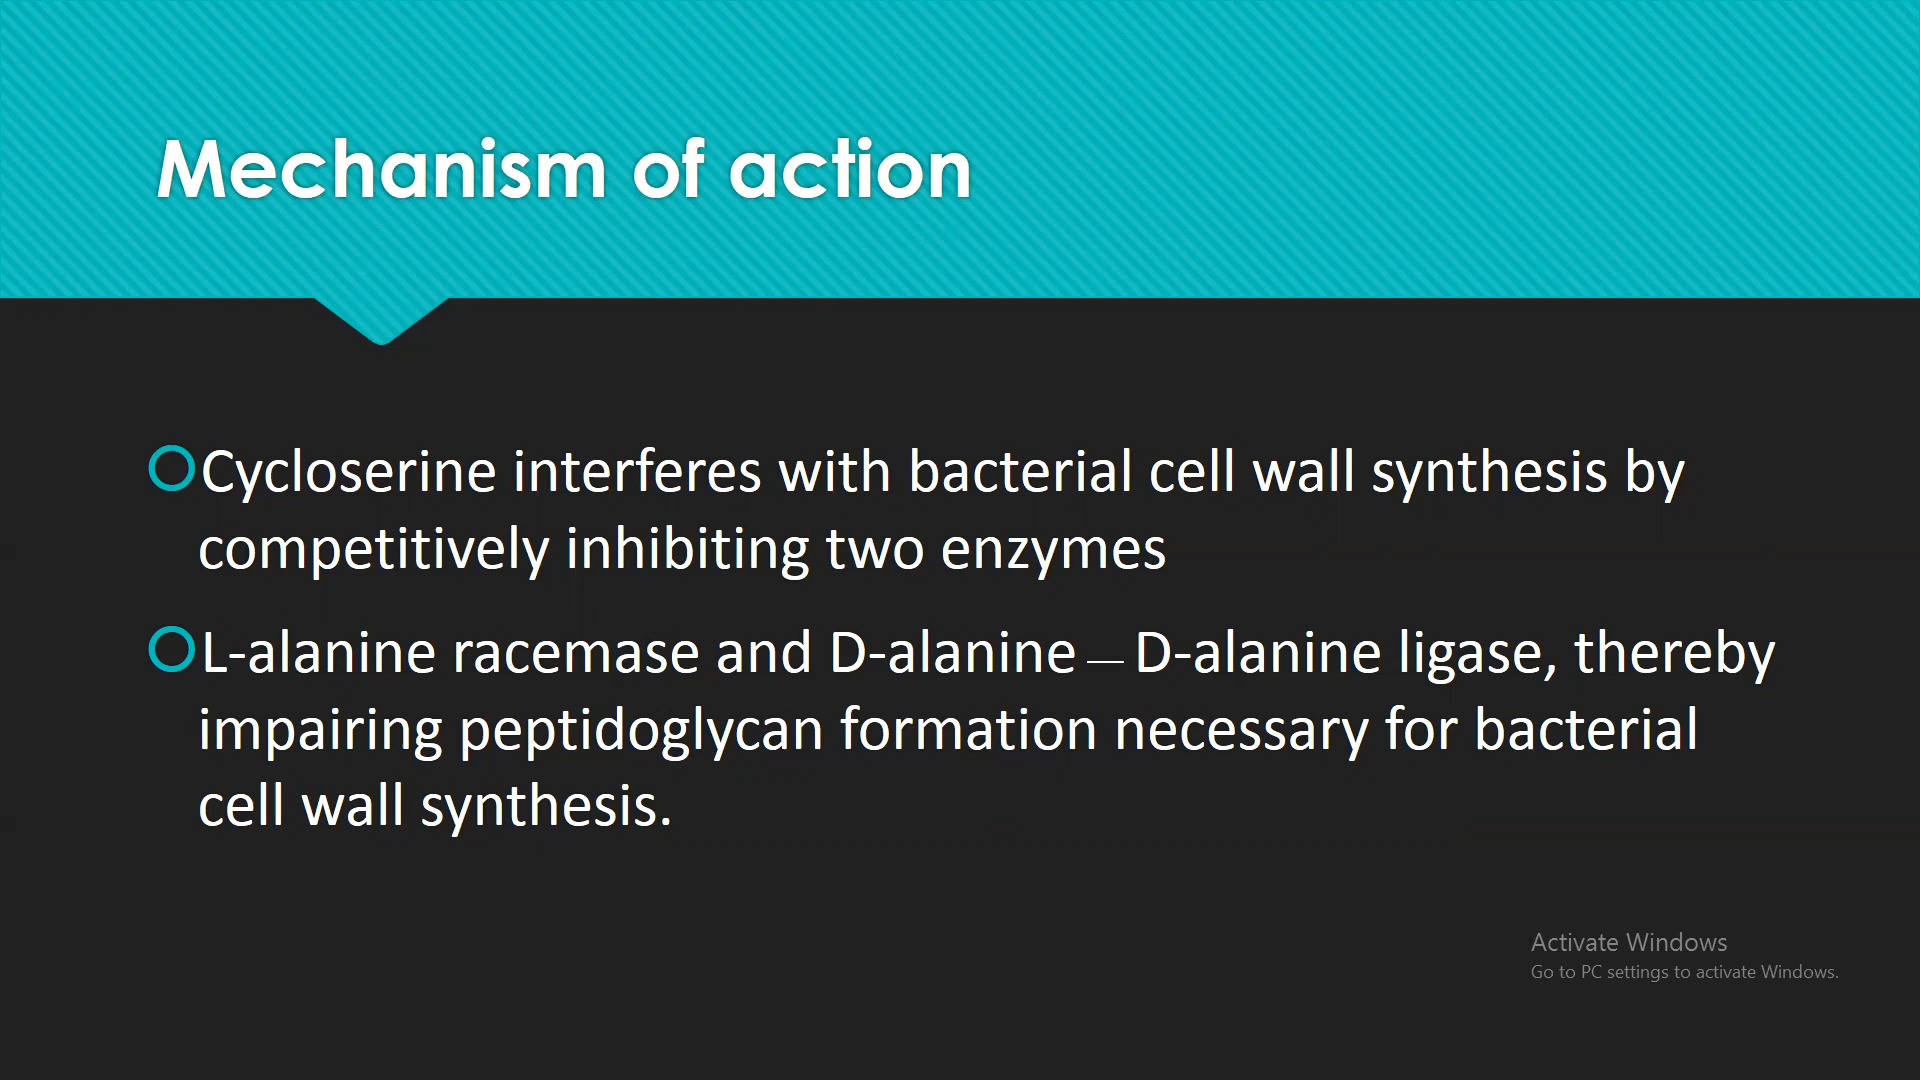 Mechanism of action
Cycloserine interferes with bacterial cell wall synthesis by
competitively inhibiting two enzymes
L-alanine racemase and D-alanine — D-alanine ligase, thereby
impairing peptidoglycan formation necessary for bacterial
cell wall synthesis.
Activate Windows
Go to PC settings to activate Windows.